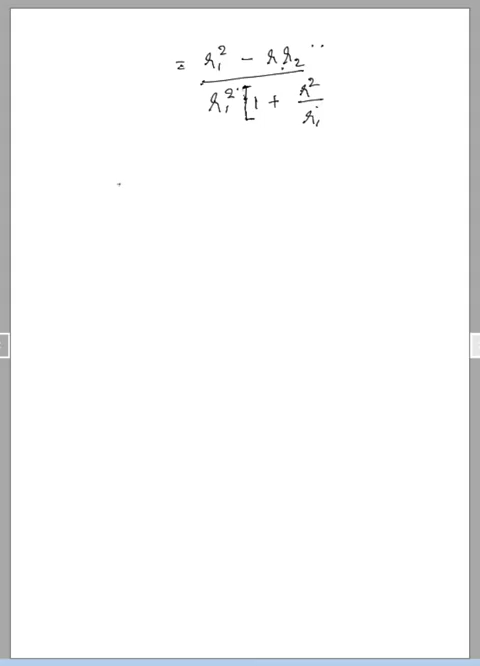 = r₁² - r r₂
r₁² [1 + r²/r₁